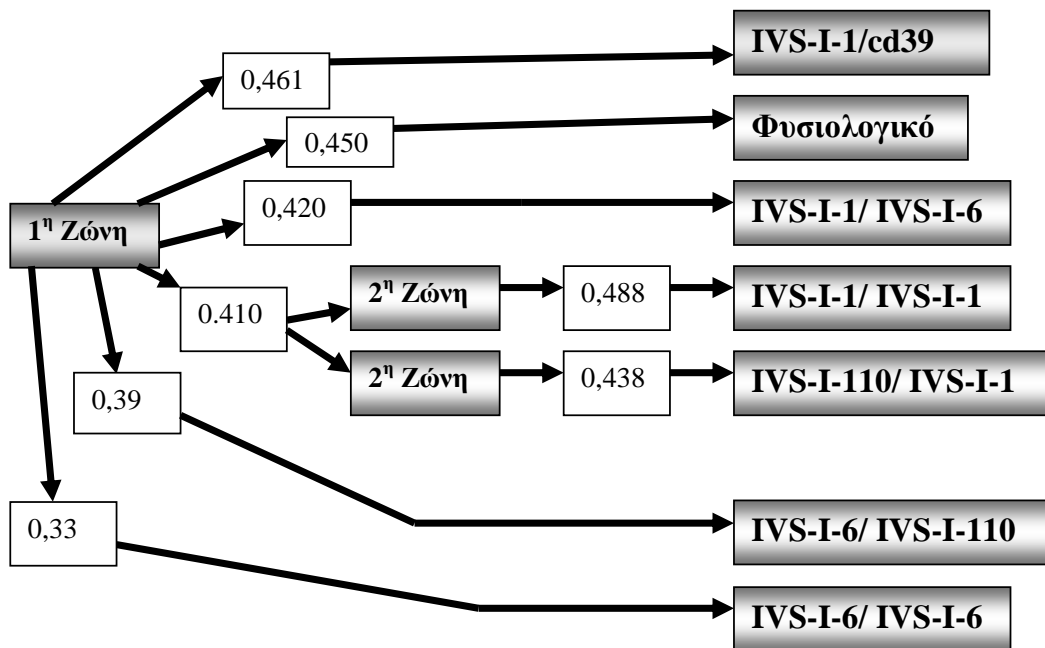 IVS-I-1/cd39
0,461
Φυσιολογικό
0,450
IVS-I-1/ IVS-I-6
0,420
1η Ζώνη
2η Ζώνη
0,488
IVS-I-1/ IVS-I-1
0.410
2η Ζώνη
0,438
IVS-I-110/ IVS-I-1
0,39
IVS-I-6/ IVS-I-110
0,33
IVS-I-6/ IVS-I-6